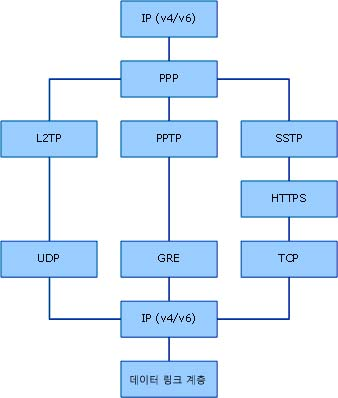 IP (v4/v6)
PPP
L2TP
PPTP
SSTP
HTTPS
UDP
GRE
TCP
IP (v4/v6)
데이터 링크 계층